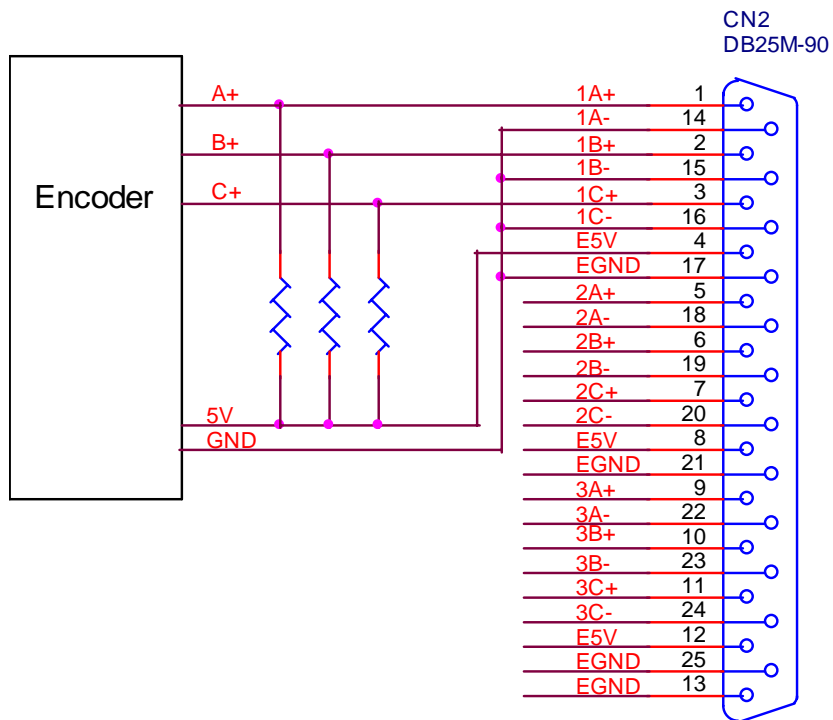 CN2
DB25M-90
A+ 1A+ 1
1A- 14
B+ 1B+ 2
1B- 15
Encoder C+ 1C+ 3
1C- 16
E5V 4
EGND 17
2A+ 5
2A- 18
2B+ 6
2B- 19
2C+ 7
5V 2C- 20
GND E5V 8
EGND 21
3A+ 9
3A- 22
3B+ 10
3B- 23
3C+ 11
3C- 24
E5V 12
EGND 25
EGND 13